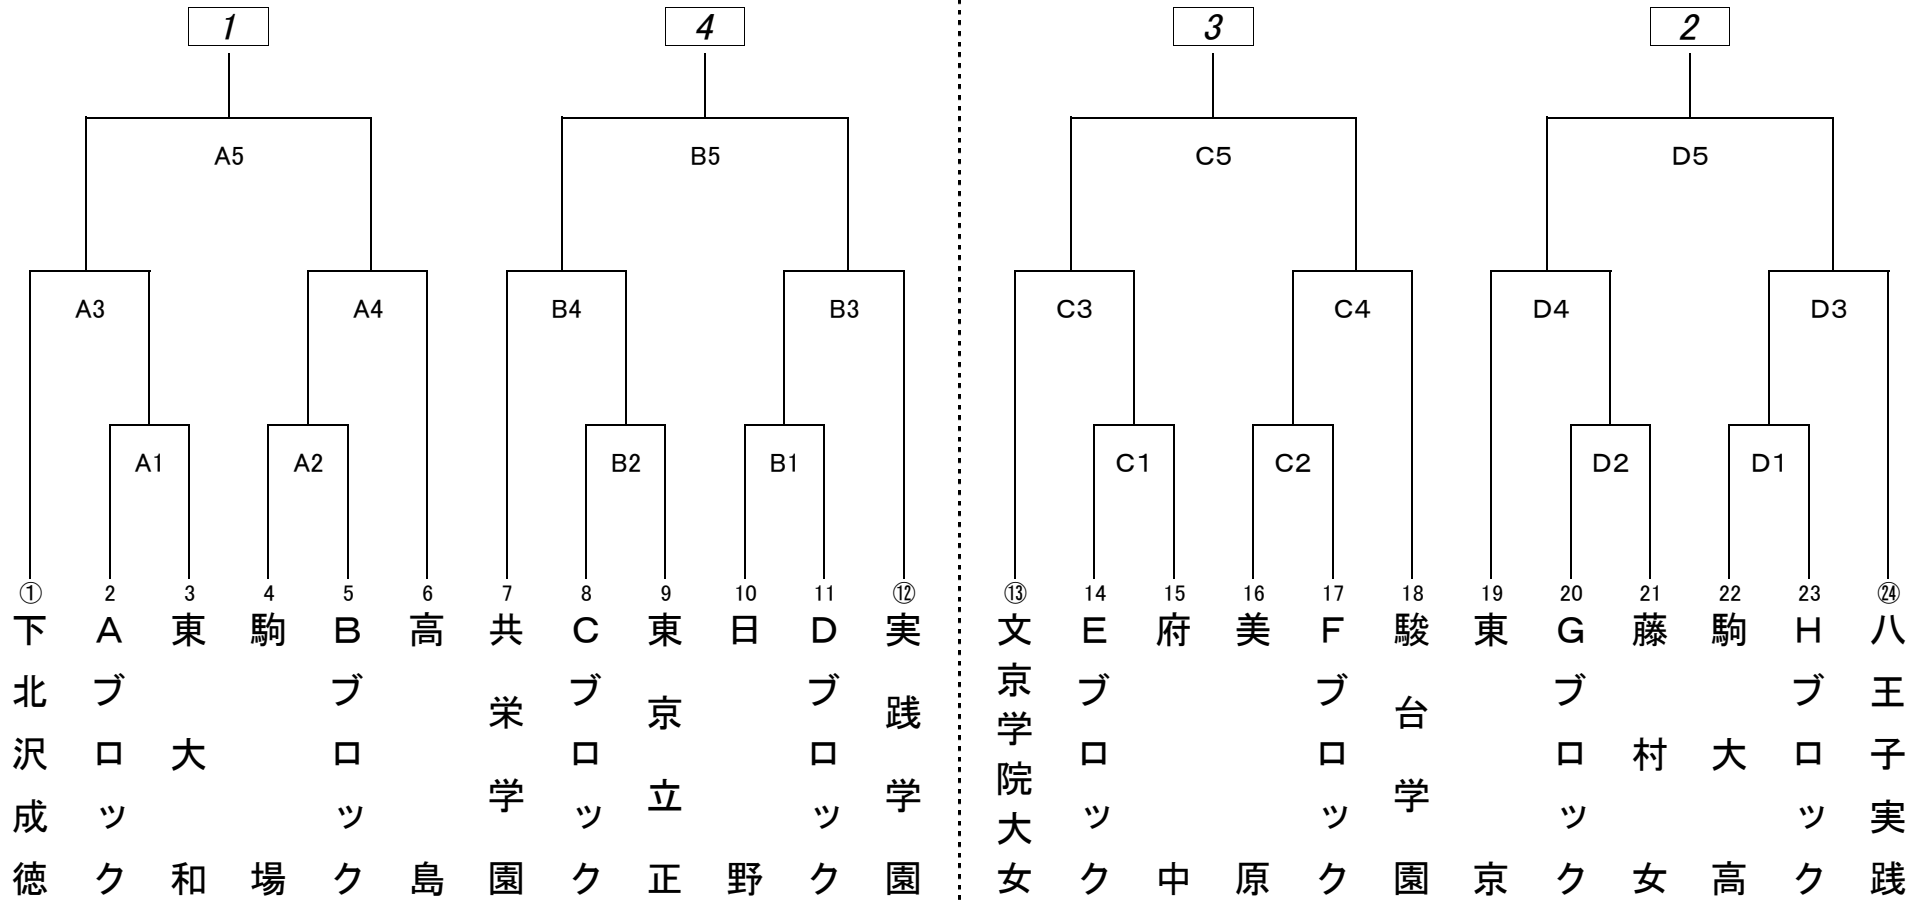 1 4 3 2
A5 B5 C5 D5
A3 A4 B4 B3 C3 C4 D4 D3
A1 A2 B2 B1 C1 C2 D2 D1
① 2 3 4 5 6 7 8 9 10 11 ⑫ ⑬ 14 15 16 17 18 19 20 21 22 23 ㉔
下北沢成徳
Aブロック
東大和
駒場
Bブロック
高島
共栄学園
Cブロック
東京立正
日野
Dブロック
実践学園
文京学院大女
Eブロック
府中
美原
Fブロック
駿台学園
東京
Gブロック
藤村女
駒大高
Hブロック
八王子実践